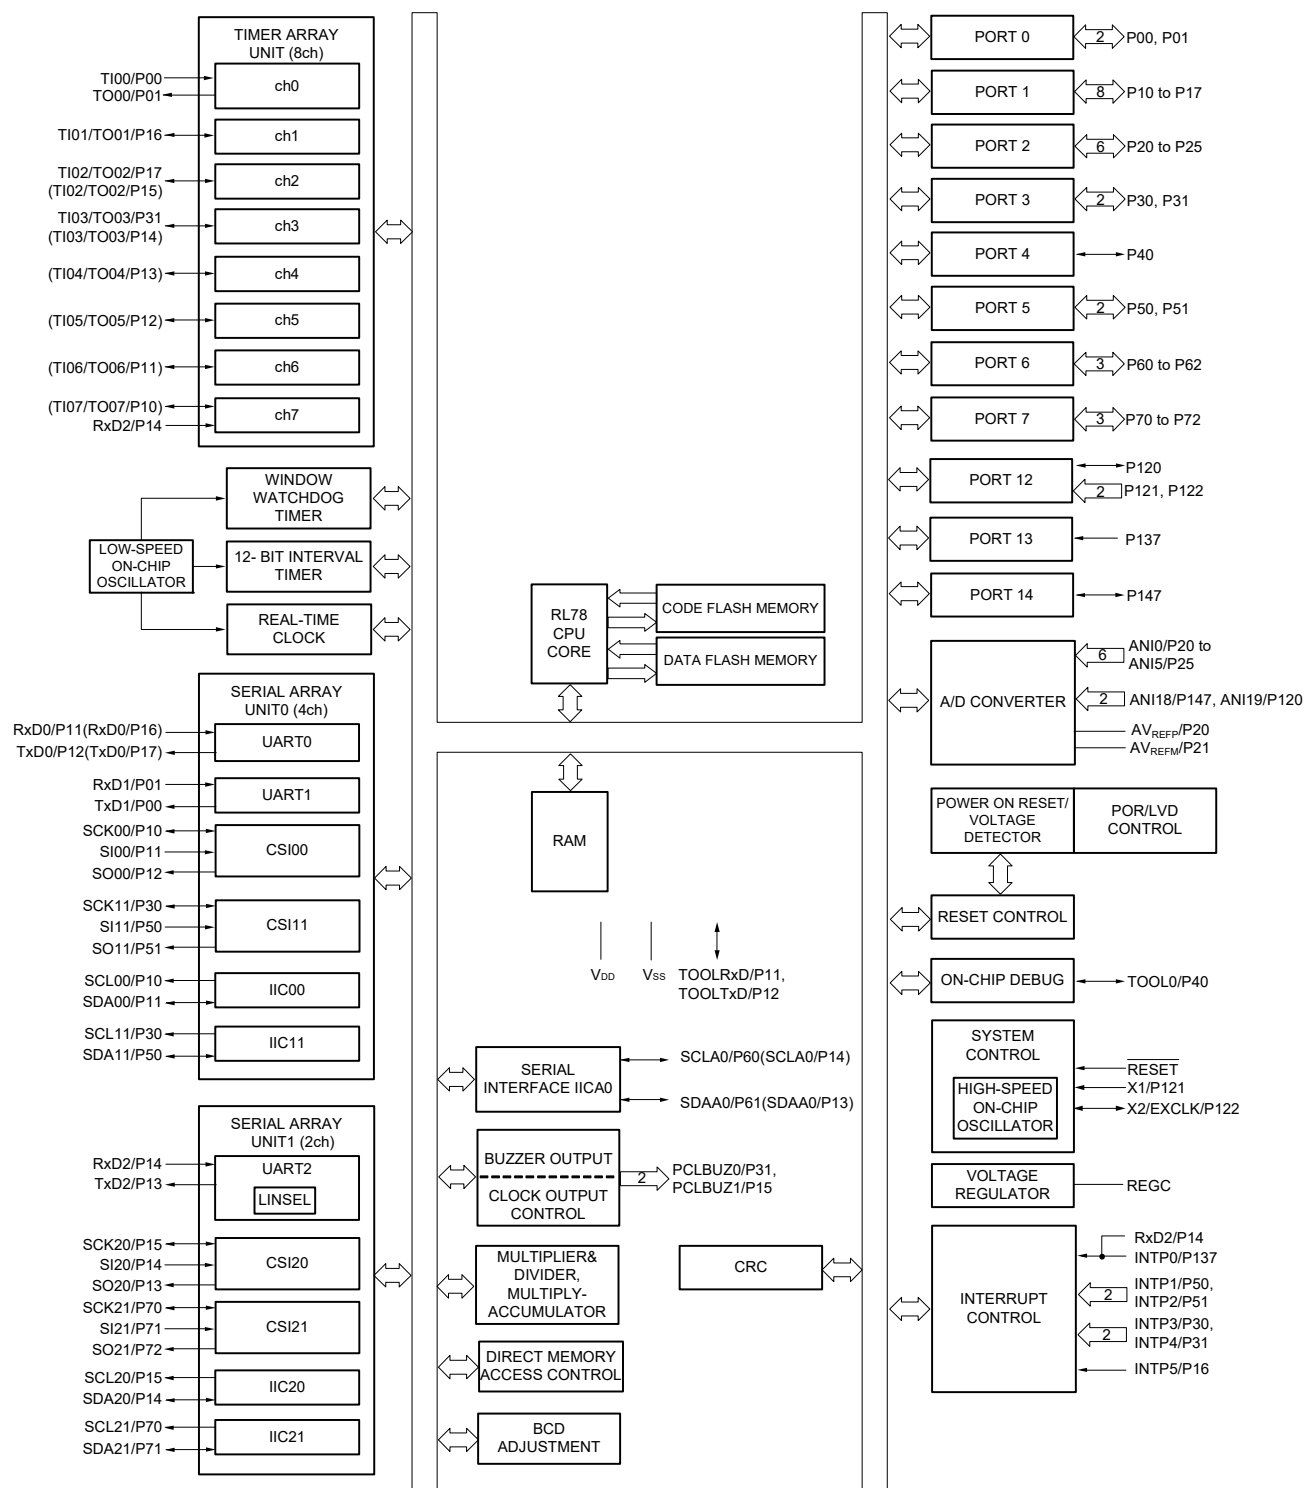 TIMER ARRAY
UNIT (8ch)
TI00/P00
TO00/P01
ch0
TI01/TO01/P16
ch1
TI02/TO02/P17
(TI02/TO02/P15)
ch2
TI03/TO03/P31
(TI03/TO03/P14)
ch3
(TI04/TO04/P13)
ch4
(TI05/TO05/P12)
ch5
(TI06/TO06/P11)
ch6
(TI07/TO07/P10)
RxD2/P14
ch7
WINDOW
WATCHDOG
TIMER
LOW-SPEED
ON-CHIP
OSCILLATOR
12- BIT INTERVAL
TIMER
REAL-TIME
CLOCK
SERIAL ARRAY
UNIT0 (4ch)
RxD0/P11(RxD0/P16)
TxD0/P12(TxD0/P17)
UART0
RxD1/P01
TxD1/P00
UART1
SCK00/P10
SI00/P11
SO00/P12
CSI00
SCK11/P30
SI11/P50
SO11/P51
CSI11
SCL00/P10
SDA00/P11
IIC00
SCL11/P30
SDA11/P50
IIC11
SERIAL ARRAY
UNIT1 (2ch)
RxD2/P14
TxD2/P13
UART2
LINSEL
SCK20/P15
SI20/P14
SO20/P13
CSI20
SCK21/P70
SI21/P71
SO21/P72
CSI21
SCL20/P15
SDA20/P14
IIC20
SCL21/P70
SDA21/P71
IIC21
RL78
CPU
CORE
CODE FLASH MEMORY
DATA FLASH MEMORY
RAM
VDD
VSS
TOOLRxD/P11,
TOOLTxD/P12
SERIAL
INTERFACE IICA0
SCLA0/P60(SCLA0/P14)
SDAA0/P61(SDAA0/P13)
BUZZER OUTPUT
CLOCK OUTPUT
CONTROL
2
PCLBUZ0/P31,
PCLBUZ1/P15
MULTIPLIER&
DIVIDER,
MULTIPLY-
ACCUMULATOR
CRC
DIRECT MEMORY
ACCESS CONTROL
BCD
ADJUSTMENT
PORT 0
2
P00, P01
PORT 1
8
P10 to P17
PORT 2
6
P20 to P25
PORT 3
2
P30, P31
PORT 4
P40
PORT 5
2
P50, P51
PORT 6
3
P60 to P62
PORT 7
3
P70 to P72
PORT 12
P120
2
P121, P122
PORT 13
P137
PORT 14
P147
A/D CONVERTER
6
ANI0/P20 to
ANI5/P25
2
ANI18/P147, ANI19/P120
AVREFP/P20
AVREFM/P21
POWER ON RESET/
VOLTAGE
DETECTOR
POR/LVD
CONTROL
RESET CONTROL
ON-CHIP DEBUG
TOOL0/P40
SYSTEM
CONTROL
HIGH-SPEED
ON-CHIP
OSCILLATOR
RESET
X1/P121
X2/EXCLK/P122
VOLTAGE
REGULATOR
REGC
INTERRUPT
CONTROL
RxD2/P14
INTP0/P137
2
INTP1/P50,
INTP2/P51
2
INTP3/P30,
INTP4/P31
INTP5/P16